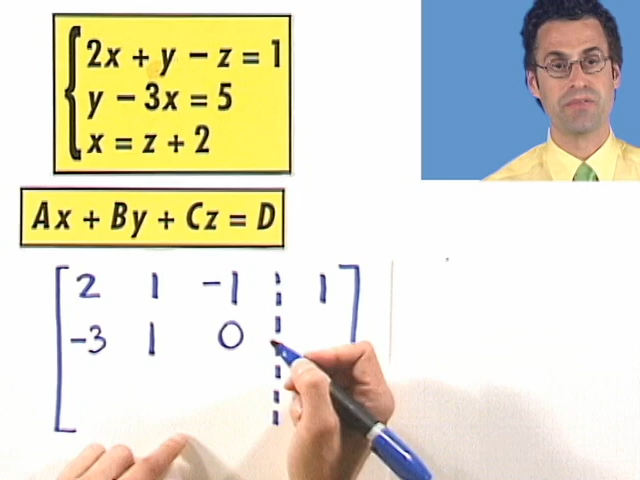 2x + y − z = 1
y − 3x = 5
x = z + 2
Ax + By + Cz = D
2 1 -1 1
-3 1 0